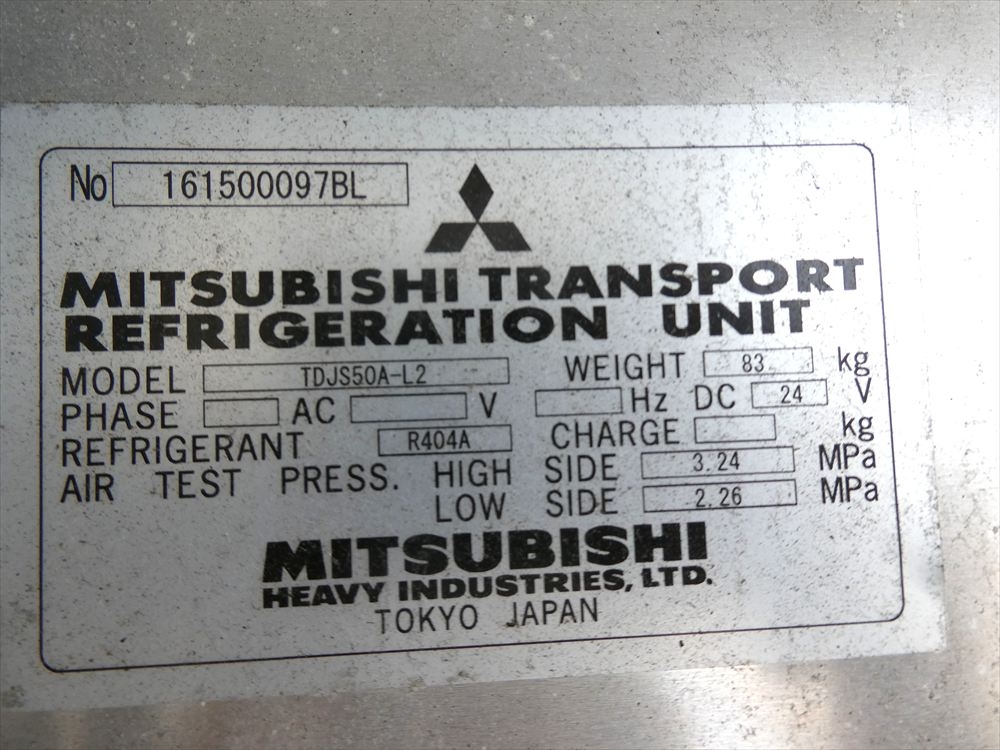 No 161500097BL
MITSUBISHI TRANSPORT
REFRIGERATION UNIT
MODEL TDJS50A-L2 WEIGHT 83 kg
PHASE AC V Hz DC 24 V
REFRIGERANT R404A CHARGE kg
AIR TEST PRESS. HIGH SIDE 3.24 MPa
LOW SIDE 2.26 MPa
MITSUBISHI
HEAVY INDUSTRIES, LTD.
TOKYO JAPAN